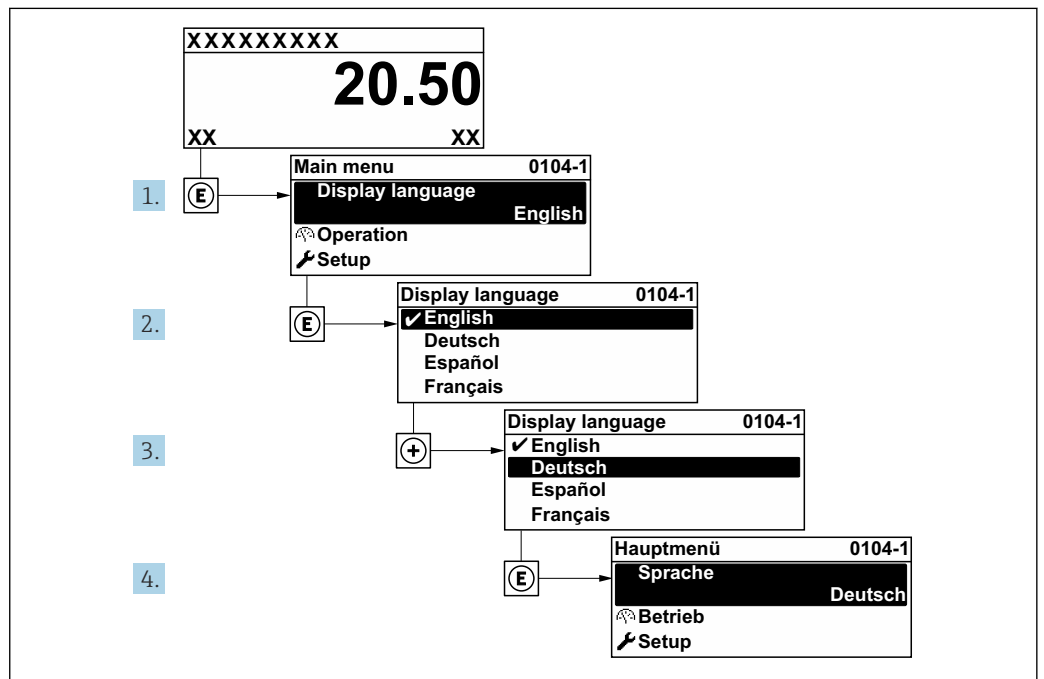 XXXXXXXXX
20.50
XX XX
1. E
Main menu 0104-1
Display language
English
Operation
Setup
2. E
Display language 0104-1
✔English
Deutsch
Español
Français
3. +
Display language 0104-1
✔English
Deutsch
Español
Français
4. E
Hauptmenü 0104-1
Sprache
Deutsch
Betrieb
Setup